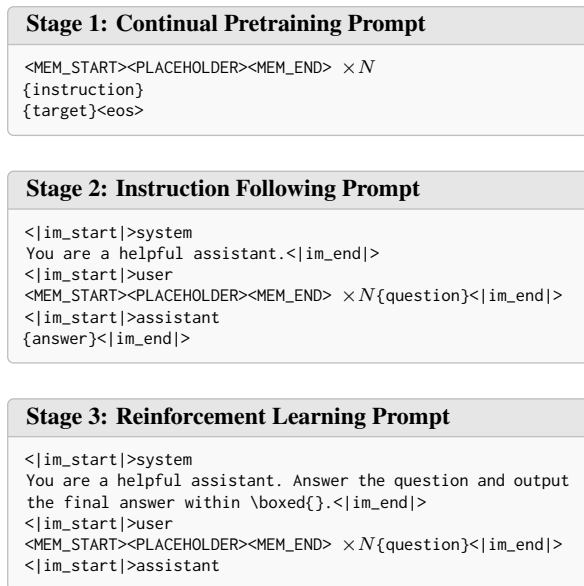 Stage 1: Continual Pretraining Prompt
<MEM_START><PLACEHOLDER><MEM_END> ×N
{instruction}
{target}<eos>
Stage 2: Instruction Following Prompt
<|im_start|>system
You are a helpful assistant.<|im_end|>
<|im_start|>user
<MEM_START><PLACEHOLDER><MEM_END> ×N{question}<|im_end|>
<|im_start|>assistant
{answer}<|im_end|>
Stage 3: Reinforcement Learning Prompt
<|im_start|>system
You are a helpful assistant. Answer the question and output
the final answer within \boxed{}.<|im_end|>
<|im_start|>user
<MEM_START><PLACEHOLDER><MEM_END> ×N{question}<|im_end|>
<|im_start|>assistant